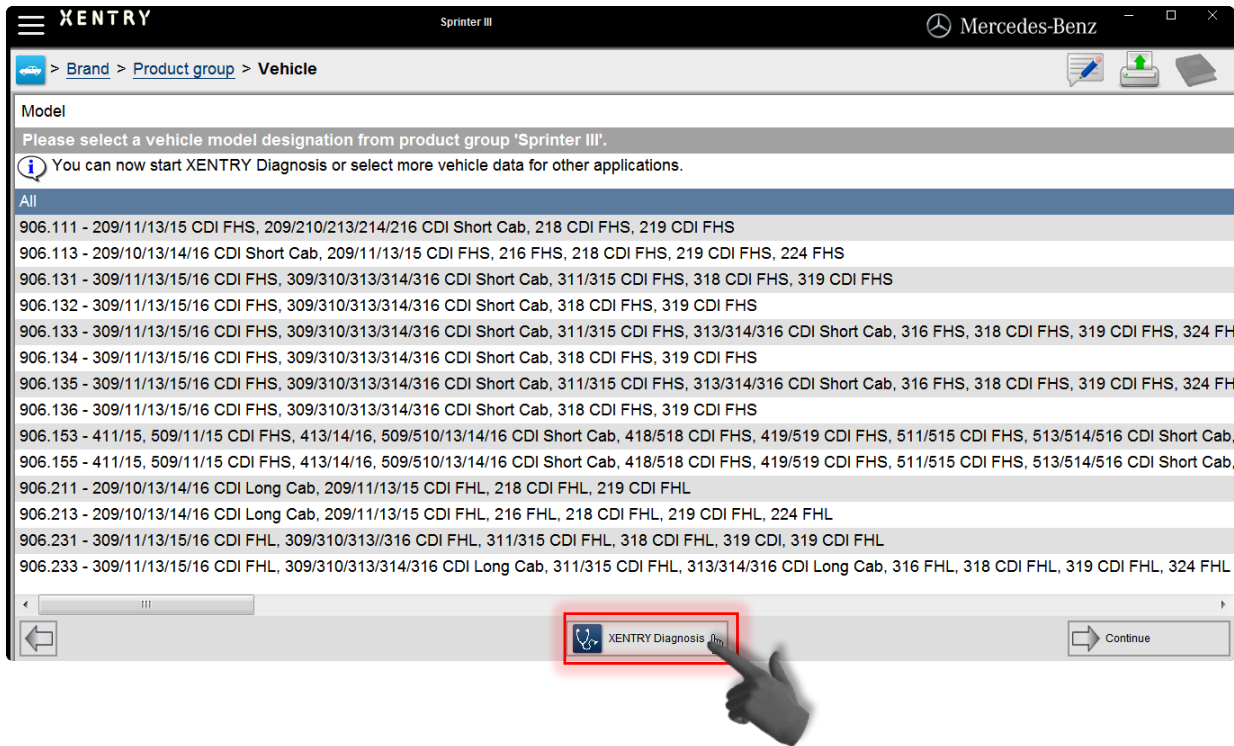 XENTRY
Sprinter III
Mercedes-Benz
> Brand > Product group > Vehicle
Model
Please select a vehicle model designation from product group 'Sprinter III'.
You can now start XENTRY Diagnosis or select more vehicle data for other applications.
All
906.111 - 209/11/13/15 CDI FHS, 209/210/213/214/216 CDI Short Cab, 218 CDI FHS, 219 CDI FHS
906.113 - 209/10/13/14/16 CDI Short Cab, 209/11/13/15 CDI FHS, 216 FHS, 218 CDI FHS, 219 CDI FHS, 224 FHS
906.131 - 309/11/13/15/16 CDI FHS, 309/310/313/314/316 CDI Short Cab, 311/315 CDI FHS, 318 CDI FHS, 319 CDI FHS
906.132 - 309/11/13/15/16 CDI FHS, 309/310/313/314/316 CDI Short Cab, 318 CDI FHS, 319 CDI FHS
906.133 - 309/11/13/15/16 CDI FHS, 309/310/313/314/316 CDI Short Cab, 311/315 CDI FHS, 313/314/316 CDI Short Cab, 316 FHS, 318 CDI FHS, 319 CDI FHS, 324 FH
906.134 - 309/11/13/15/16 CDI FHS, 309/310/313/314/316 CDI Short Cab, 318 CDI FHS, 319 CDI FHS
906.135 - 309/11/13/15/16 CDI FHS, 309/310/313/314/316 CDI Short Cab, 311/315 CDI FHS, 313/314/316 CDI Short Cab, 316 FHS, 318 CDI FHS, 319 CDI FHS, 324 FH
906.136 - 309/11/13/15/16 CDI FHS, 309/310/313/314/316 CDI Short Cab, 318 CDI FHS, 319 CDI FHS
906.153 - 411/15, 509/11/15 CDI FHS, 413/14/16, 509/510/13/14/16 CDI Short Cab, 418/518 CDI FHS, 419/519 CDI FHS, 511/515 CDI FHS, 513/514/516 CDI Short Cab,
906.155 - 411/15, 509/11/15 CDI FHS, 413/14/16, 509/510/13/14/16 CDI Short Cab, 418/518 CDI FHS, 419/519 CDI FHS, 511/515 CDI FHS, 513/514/516 CDI Short Cab,
906.211 - 209/10/13/14/16 CDI Long Cab, 209/11/13/15 CDI FHL, 218 CDI FHL, 219 CDI FHL
906.213 - 209/10/13/14/16 CDI Long Cab, 209/11/13/15 CDI FHL, 216 FHL, 218 CDI FHL, 219 CDI FHL, 224 FHL
906.231 - 309/11/13/15/16 CDI FHL, 309/310/313//316 CDI FHL, 311/315 CDI FHL, 318 CDI FHL, 319 CDI, 319 CDI FHL
906.233 - 309/11/13/15/16 CDI FHL, 309/310/313/314/316 CDI Long Cab, 311/315 CDI FHL, 313/314/316 CDI Long Cab, 316 FHL, 318 CDI FHL, 319 CDI FHL, 324 FHL
XENTRY Diagnosis
Continue